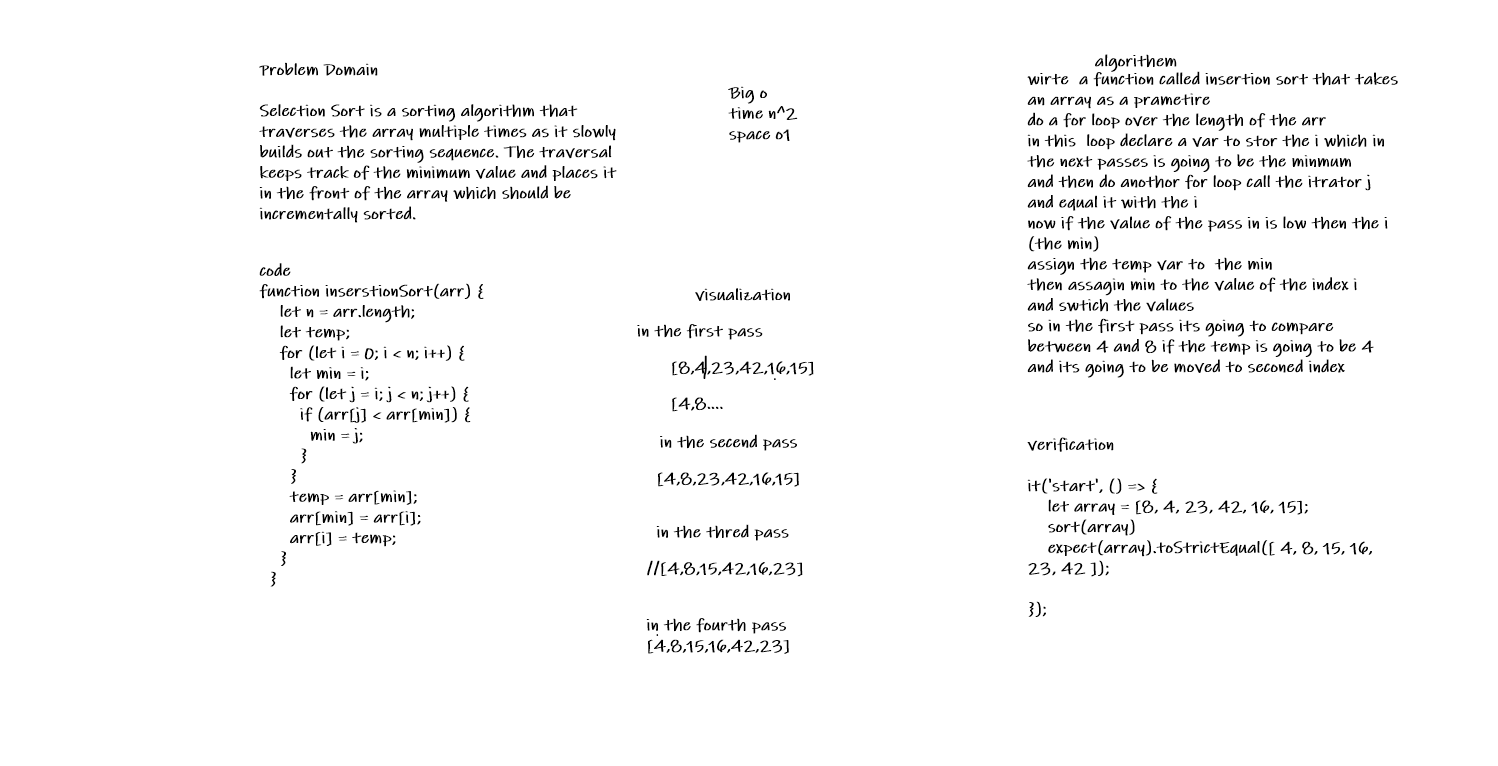 Problem Domain
Selection Sort is a sorting algorithm that
traverses the array multiple times as it slowly
builds out the sorting sequence. The traversal
keeps track of the minimum value and places it
in the front of the array which should be
incrementally sorted.
code
function inserstionSort(arr) {
let n = arr.length;
let temp;
for (let i = 0; i < n; i++) {
let min = i;
for (let j = i; j < n; j++) {
if (arr[j] < arr[min]) {
min = j;
}
}
temp = arr[min];
arr[min] = arr[i];
arr[i] = temp;
}
}
Big o
time n^2
space o1
visualization
in the first pass
[8,4,23,42,16,15]
[4,8....
in the secend pass
[4,8,23,42,16,15]
in the thred pass
//[4,8,15,42,16,23]
in the fourth pass
[4,8,15,16,42,23]
algorithem
wirte a function called insertion sort that takes
an array as a prametire
do a for loop over the length of the arr
in this loop declare a var to stor the i which in
the next passes is going to be the minmum
and then do anothor for loop call the itrator j
and equal it with the i
now if the value of the pass in is low then the i
(the min)
assign the temp var to the min
then assagin min to the value of the index i
and swtich the values
so in the first pass its going to compare
between 4 and 8 if the temp is going to be 4
and its going to be moved to seconed index
verification
it('start', () => {
let array = [8, 4, 23, 42, 16, 15];
sort(array)
expect(array).toStrictEqual([ 4, 8, 15, 16,
23, 42 ]);
});